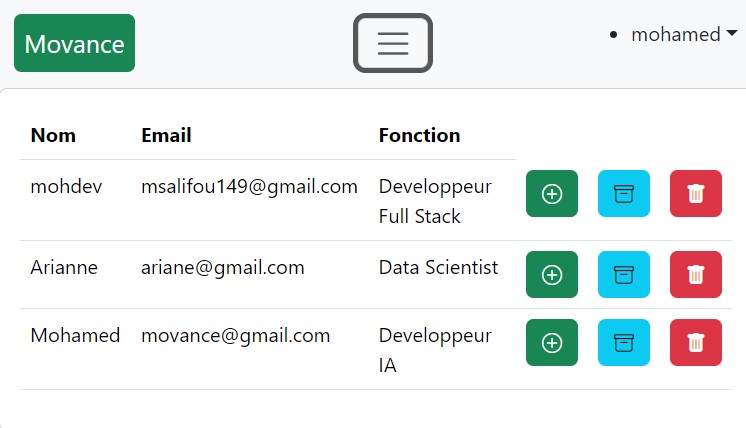 Movance
mohamed
Nom Email Fonction
mohdev msalifou149@gmail.com Developpeur
Full Stack
Arianne ariane@gmail.com Data Scientist
Mohamed movance@gmail.com Developpeur
IA